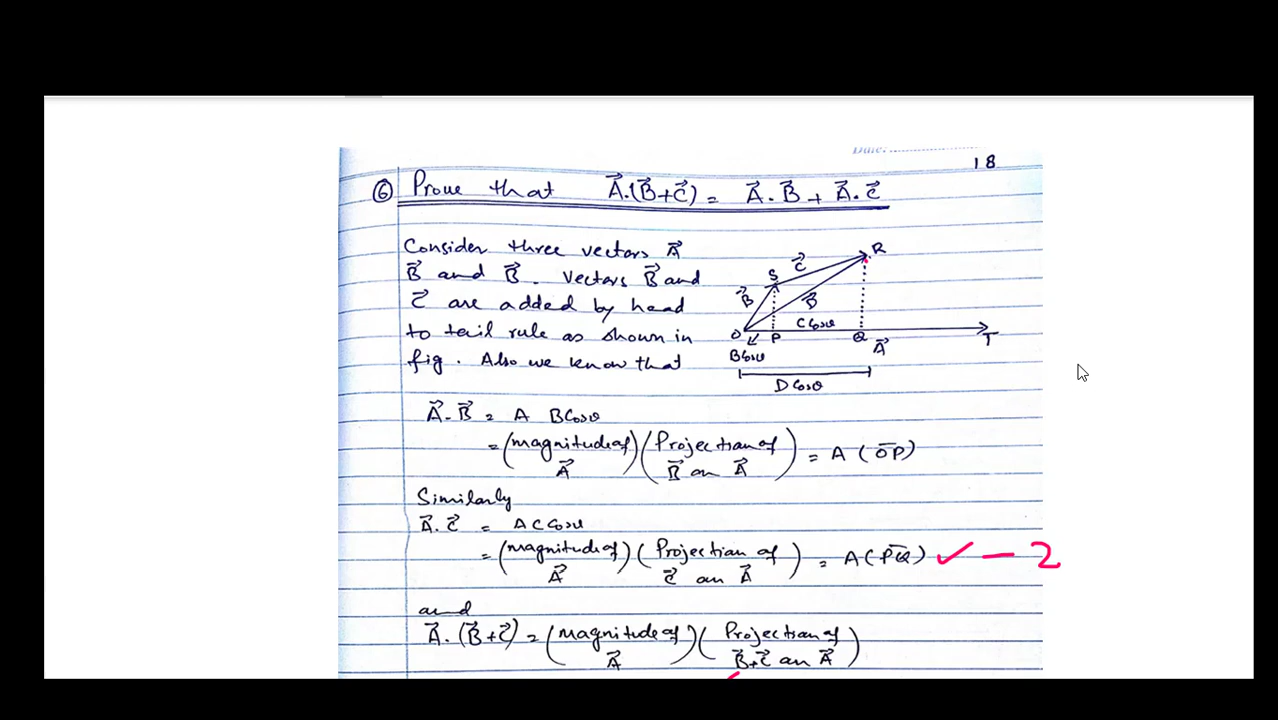 Date:
18
⑥ Prove that A⃗.(B⃗+C⃗) = A⃗.B⃗ + A⃗.C⃗
Consider three vectors A⃗
B⃗ and B⃗. Vectors B⃗ and
C⃗ are added by head
to tail rule as shown in
fig. Also we know that
R
S
C⃗
B⃗
B⃗
C Cosθ
O
P
Q
T
A⃗
B Cosθ
D Cosθ
A⃗.B⃗ = A B Cosθ
= (magnitude of A⃗) (Projection of B⃗ on A⃗) = A (OP̅)
Similarly
A⃗.C⃗ = A C Cosθ
= (magnitude of A⃗) (Projection of C⃗ on A⃗) = A (PQ̅) ✓ — 2
and
A⃗.(B⃗+C⃗) = (magnitude of A⃗) (Projection of B⃗+C⃗ on A⃗)